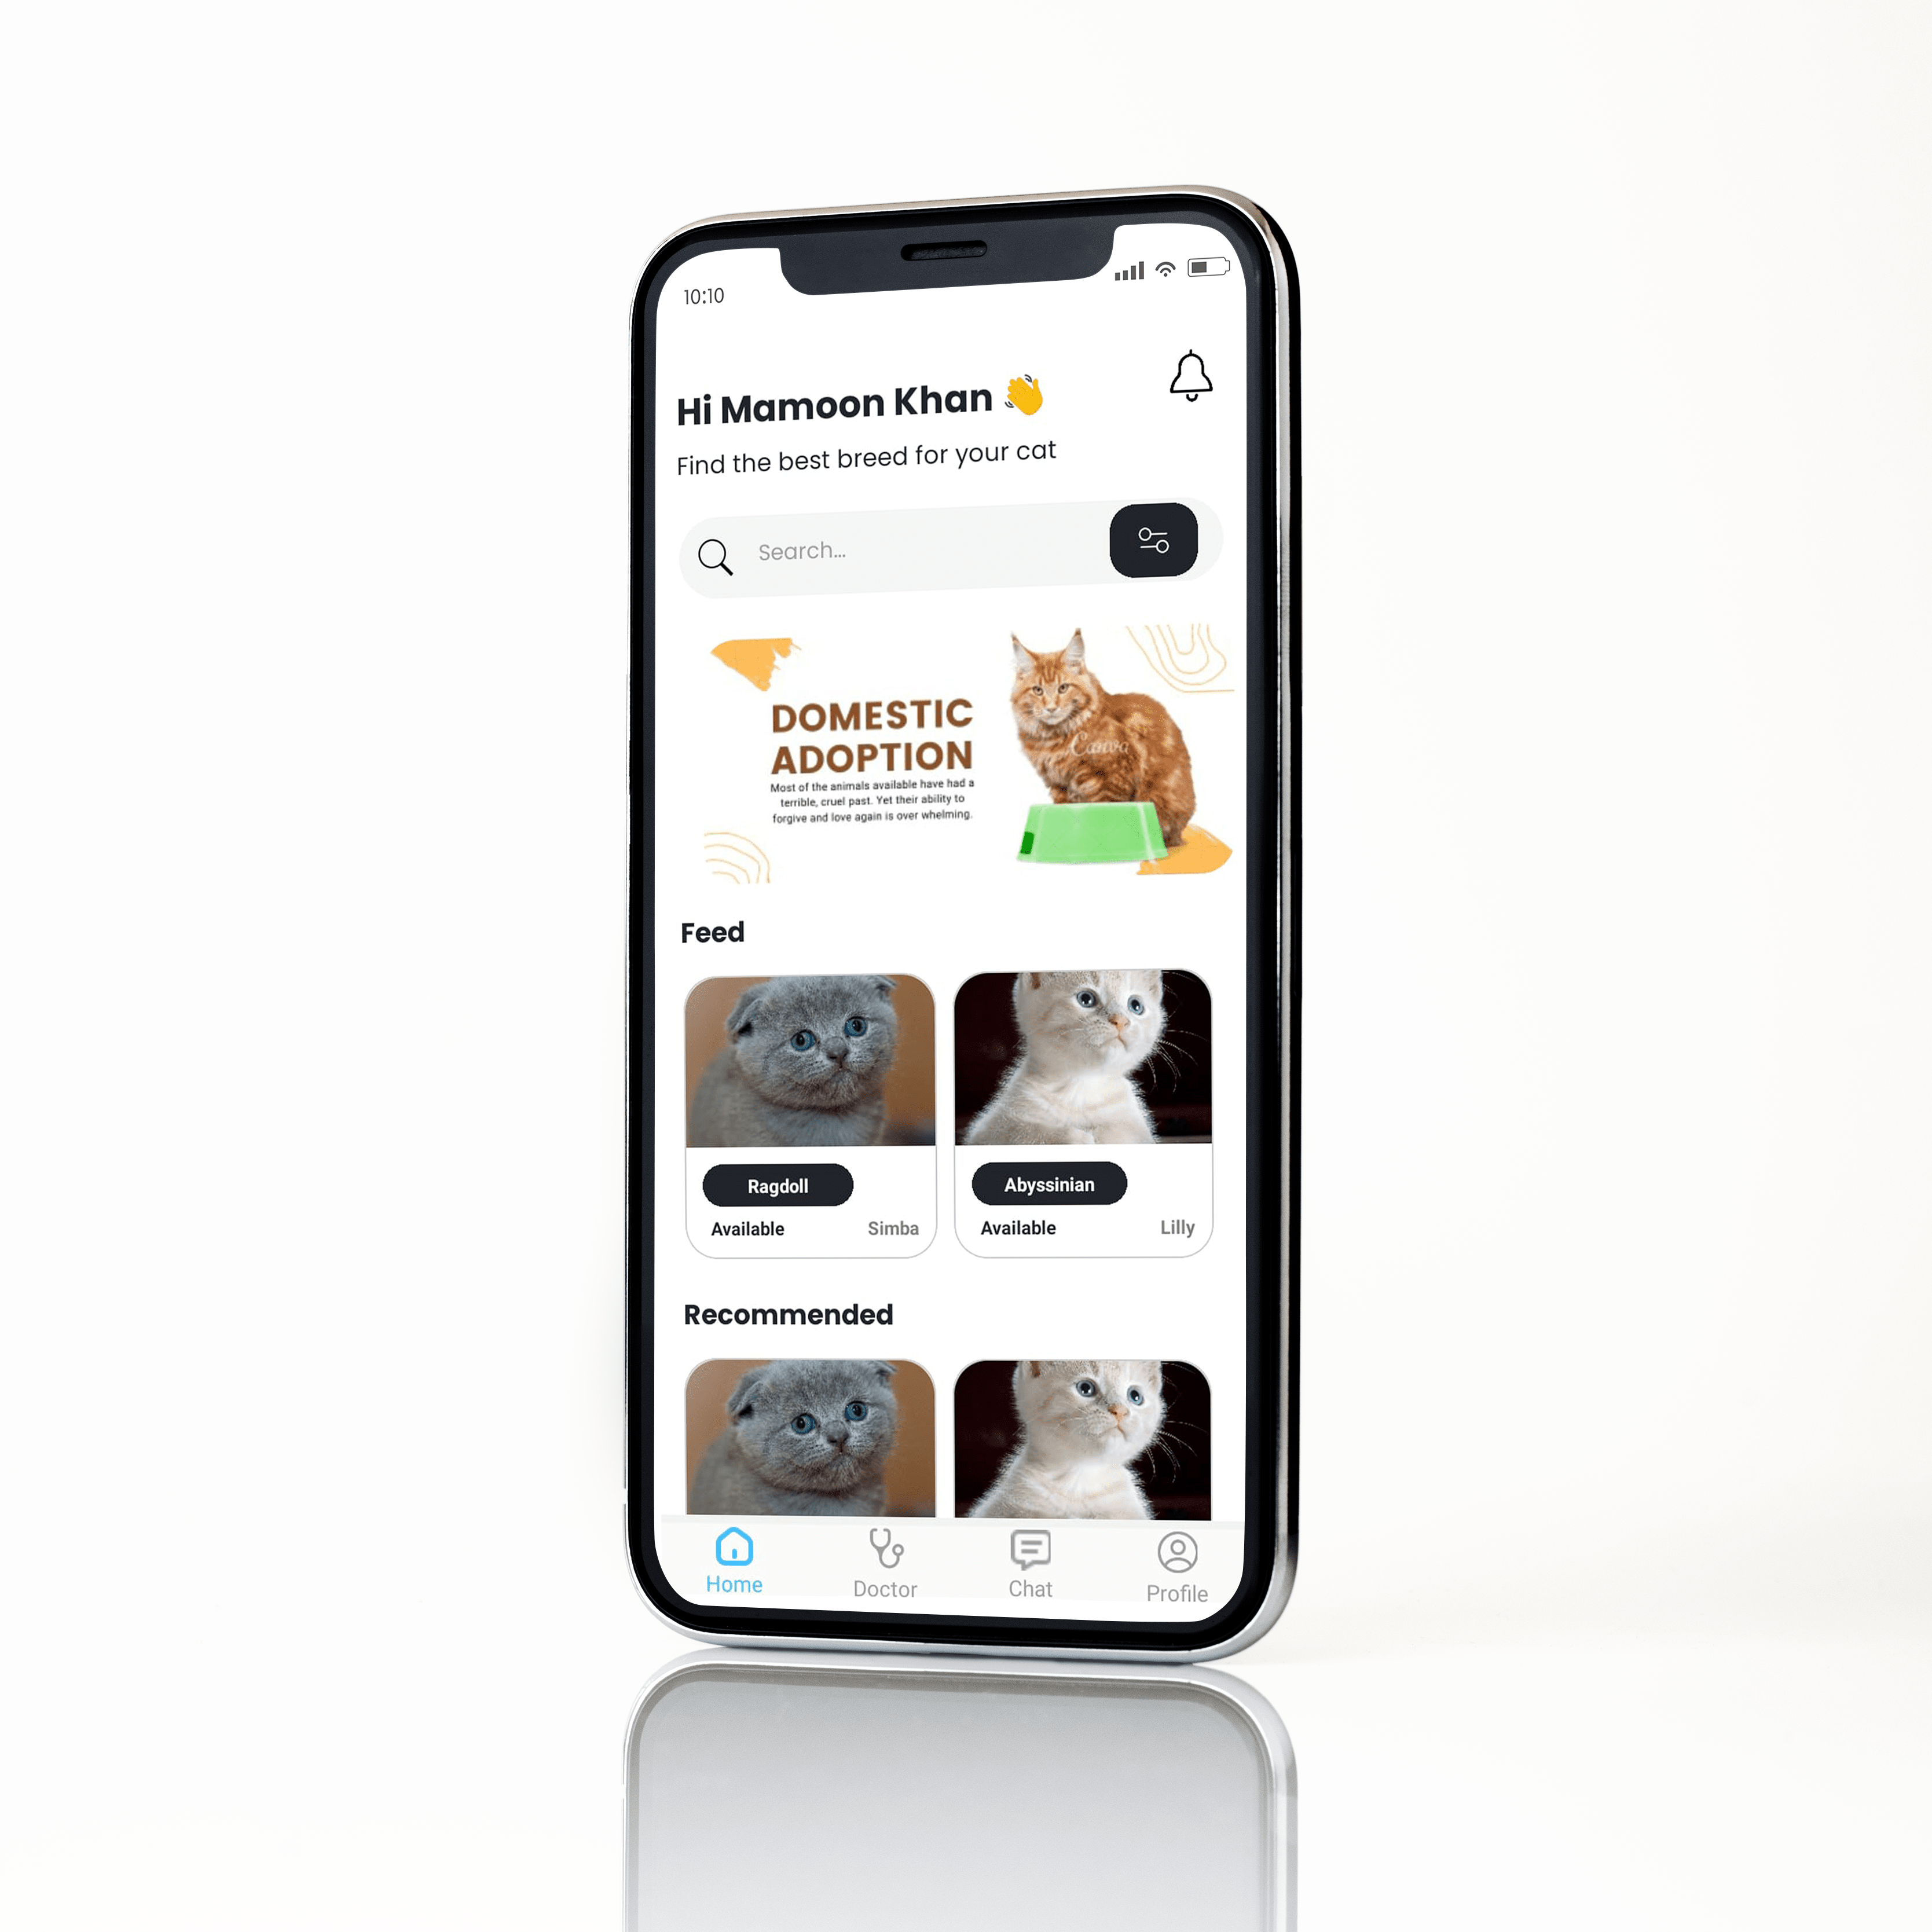 10:10
Hi Mamoon Khan 👋
Find the best breed for your cat
Search...
DOMESTIC
ADOPTION
Most of the animals available have had a
terrible, cruel past. Yet their ability to
forgive and love again is over whelming.
Canva
Feed
Ragdoll
Abyssinian
Available
Simba
Available
Lilly
Recommended
Home
Doctor
Chat
Profile